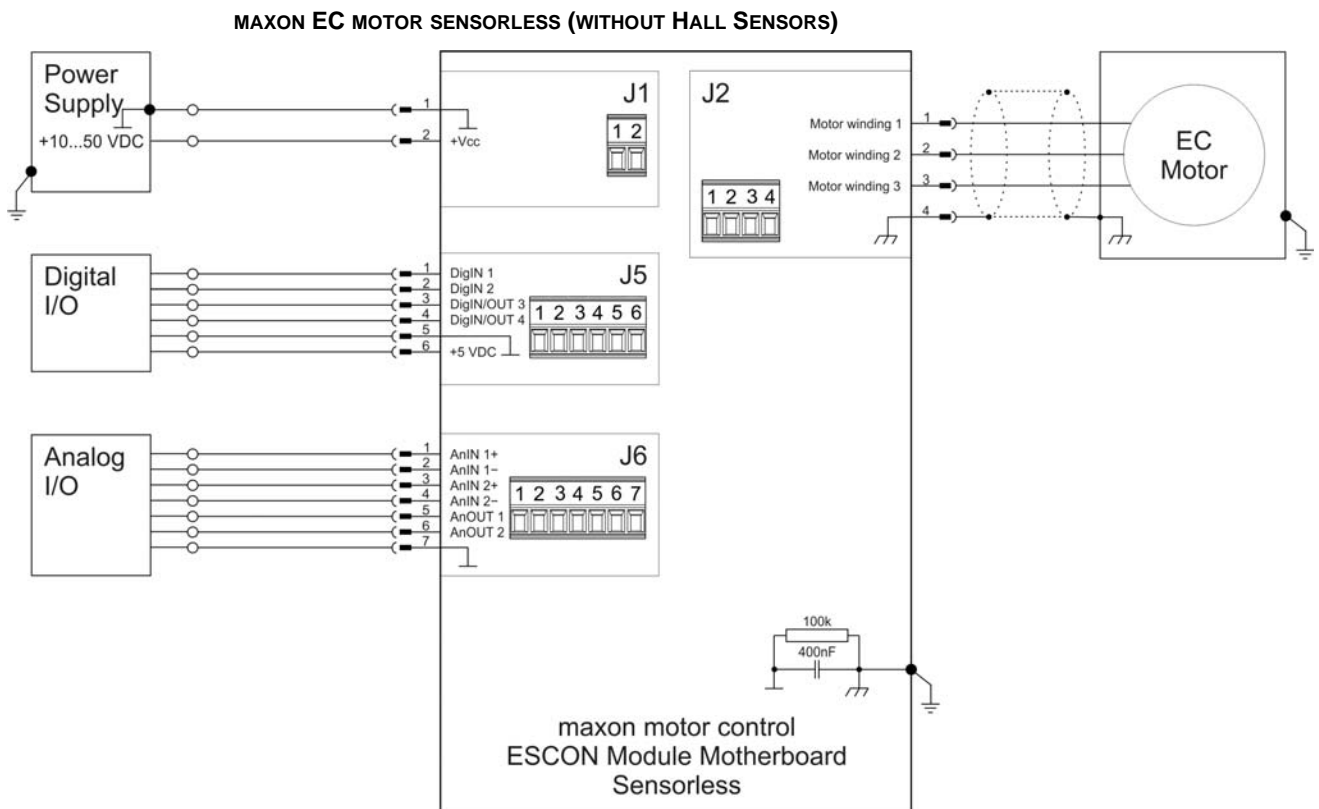 MAXON EC MOTOR SENSORLESS (WITHOUT HALL SENSORS)
Power
Supply
+10...50 VDC
1
2
+Vcc
J1
1 2
J2
1 2 3 4
Motor winding 1
Motor winding 2
Motor winding 3
1
2
3
4
EC
Motor
Digital
I/O
1
2
3
4
5
6
DigIN 1
DigIN 2
DigIN/OUT 3
DigIN/OUT 4
+5 VDC
J5
1 2 3 4 5 6
Analog
I/O
1
2
3
4
5
6
7
AnIN 1+
AnIN 1−
AnIN 2+
AnIN 2−
AnOUT 1
AnOUT 2
J6
1 2 3 4 5 6 7
100k
400nF
maxon motor control
ESCON Module Motherboard
Sensorless